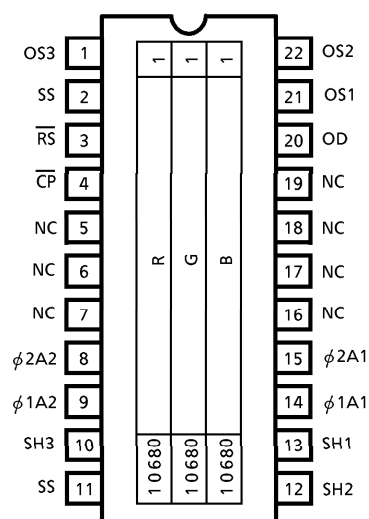 OS3 1 1 1 1 22 OS2
SS 2 21 OS1
R̅S̅ 3 20 OD
C̅P̅ 4 19 NC
NC 5 18 NC
NC 6 R G B 17 NC
NC 7 16 NC
ϕ2A2 8 15 ϕ2A1
ϕ1A2 9 14 ϕ1A1
SH3 10 10680 10680 10680 13 SH1
SS 11 12 SH2